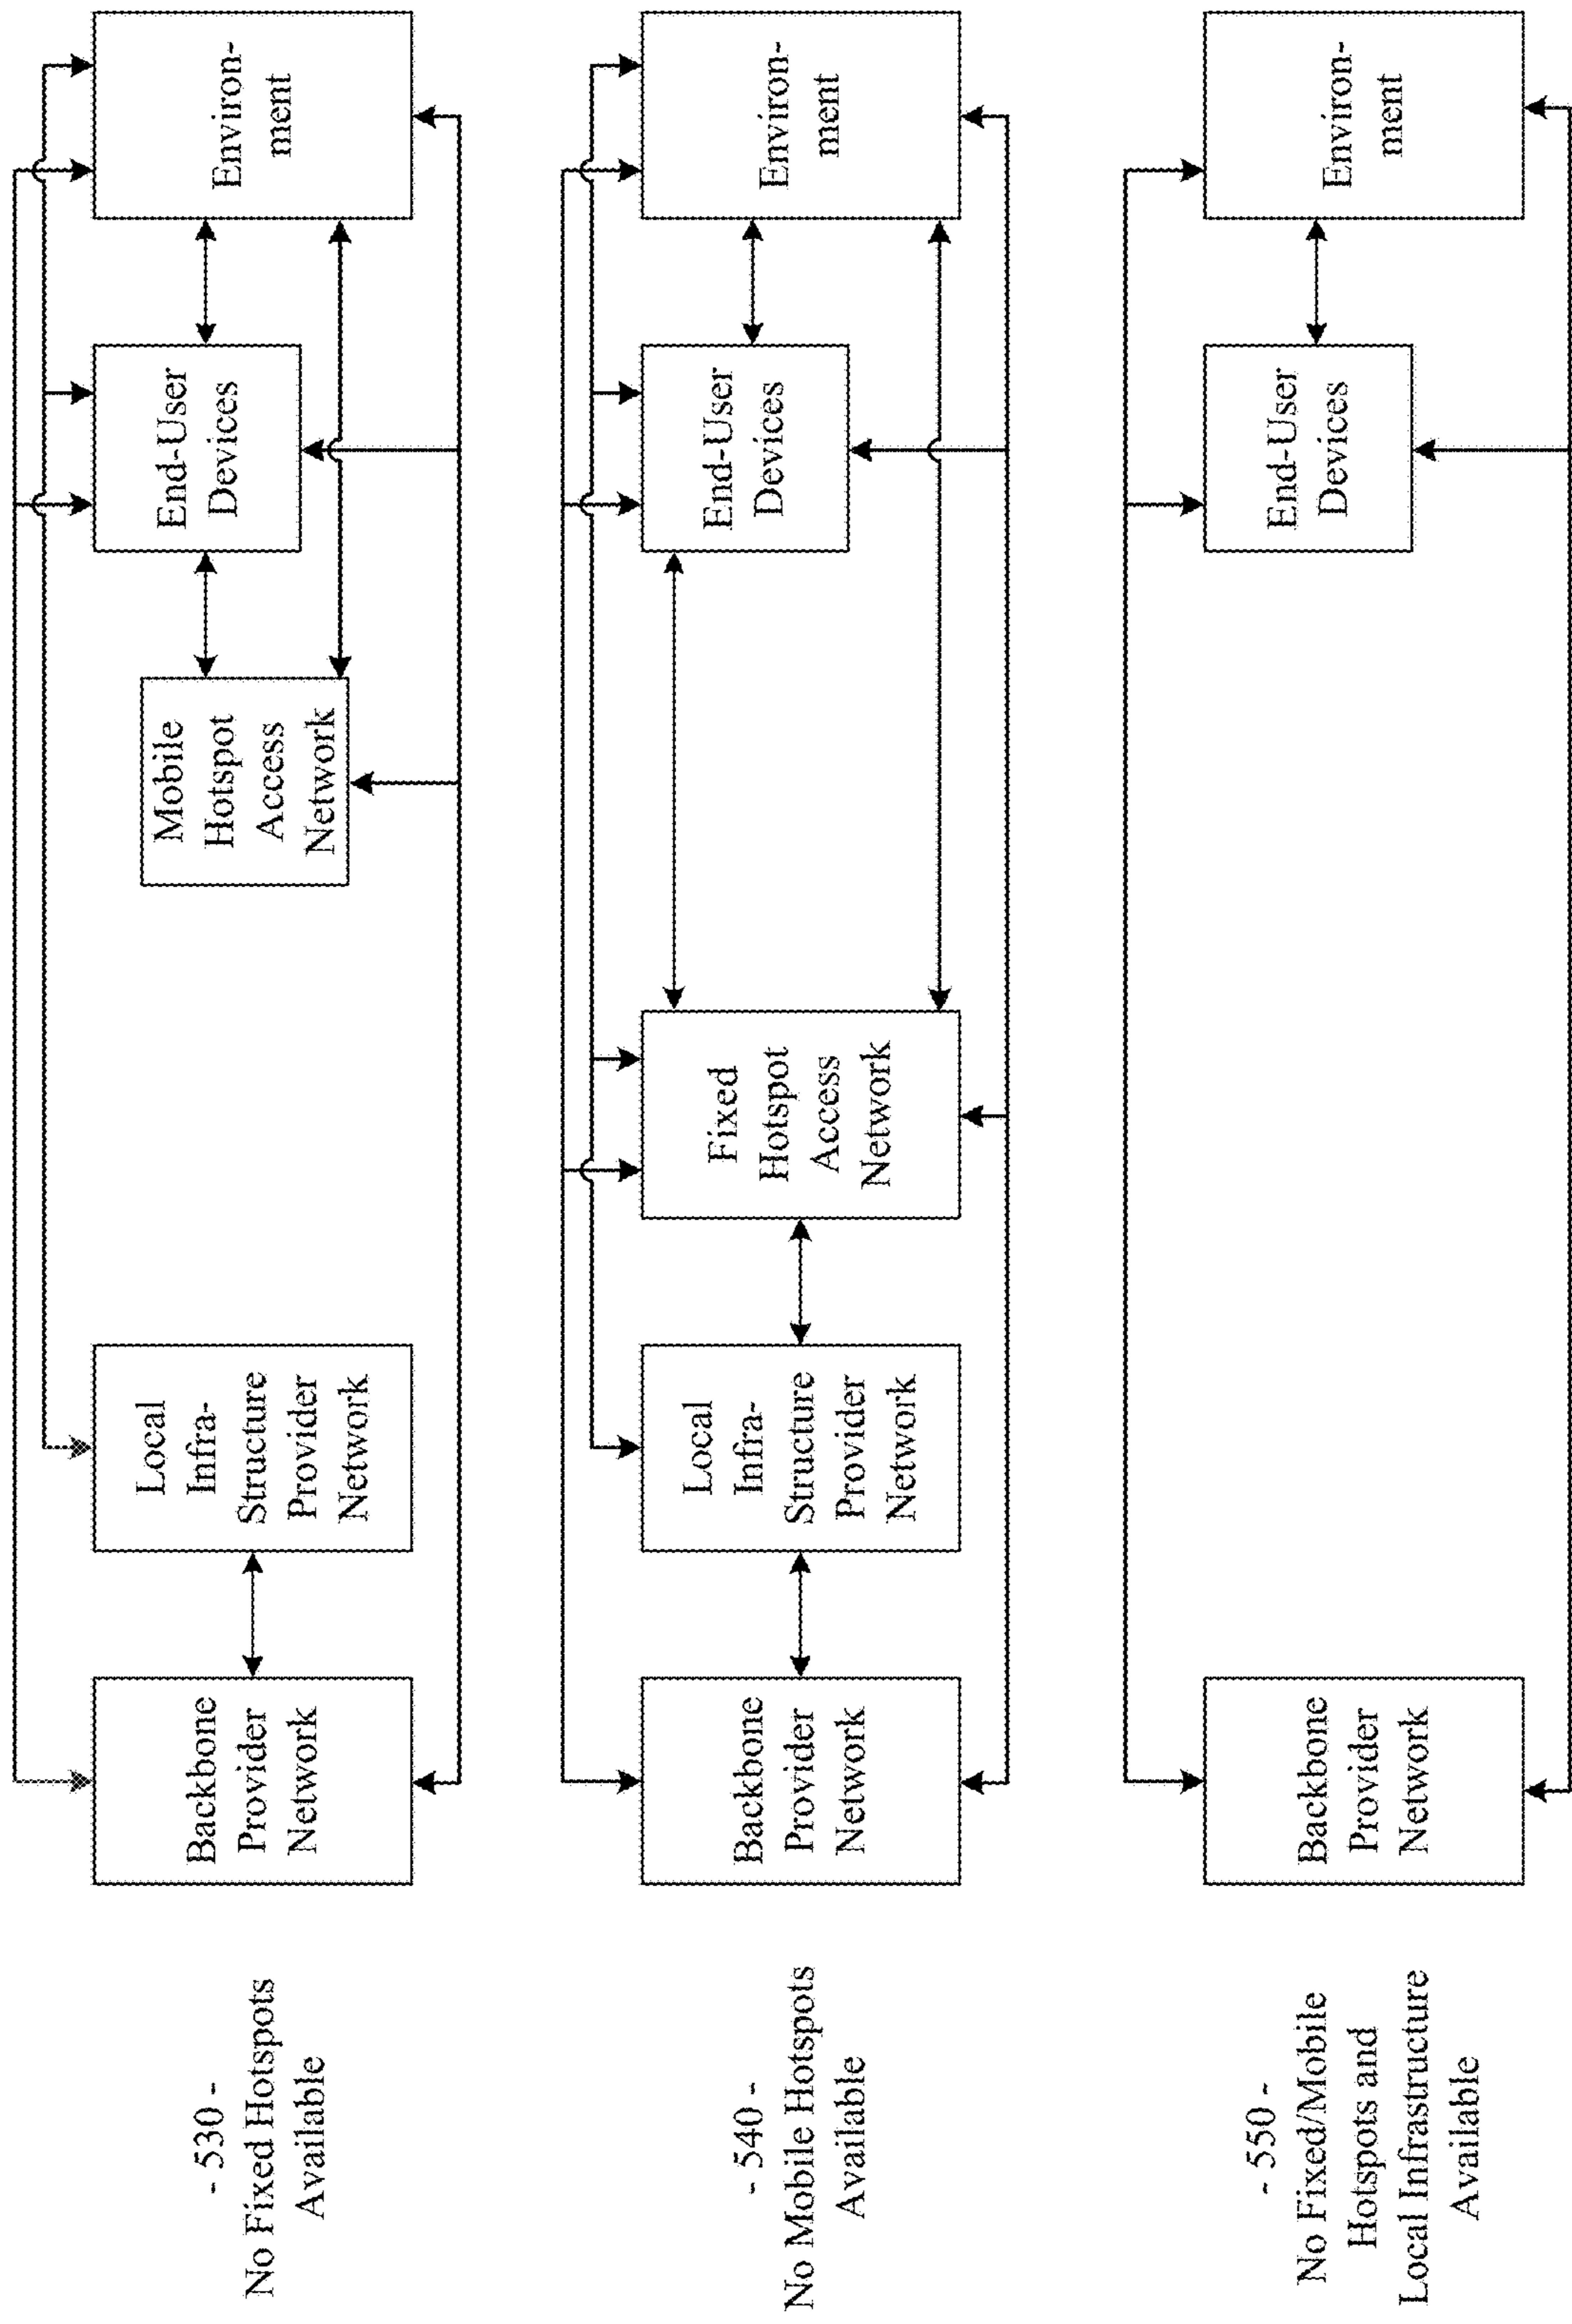 - 530 -
No Fixed Hotspots
Available
Backbone
Provider
Network
Local
Infra-
Structure
Provider
Network
Mobile
Hotspot
Access
Network
End-User
Devices
Environ-
ment
- 540 -
No Mobile Hotspots
Available
Backbone
Provider
Network
Local
Infra-
Structure
Provider
Network
Fixed
Hotspot
Access
Network
End-User
Devices
Environ-
ment
- 550 -
No Fixed/Mobile
Hotspots and
Local Infrastructure
Available
Backbone
Provider
Network
End-User
Devices
Environ-
ment